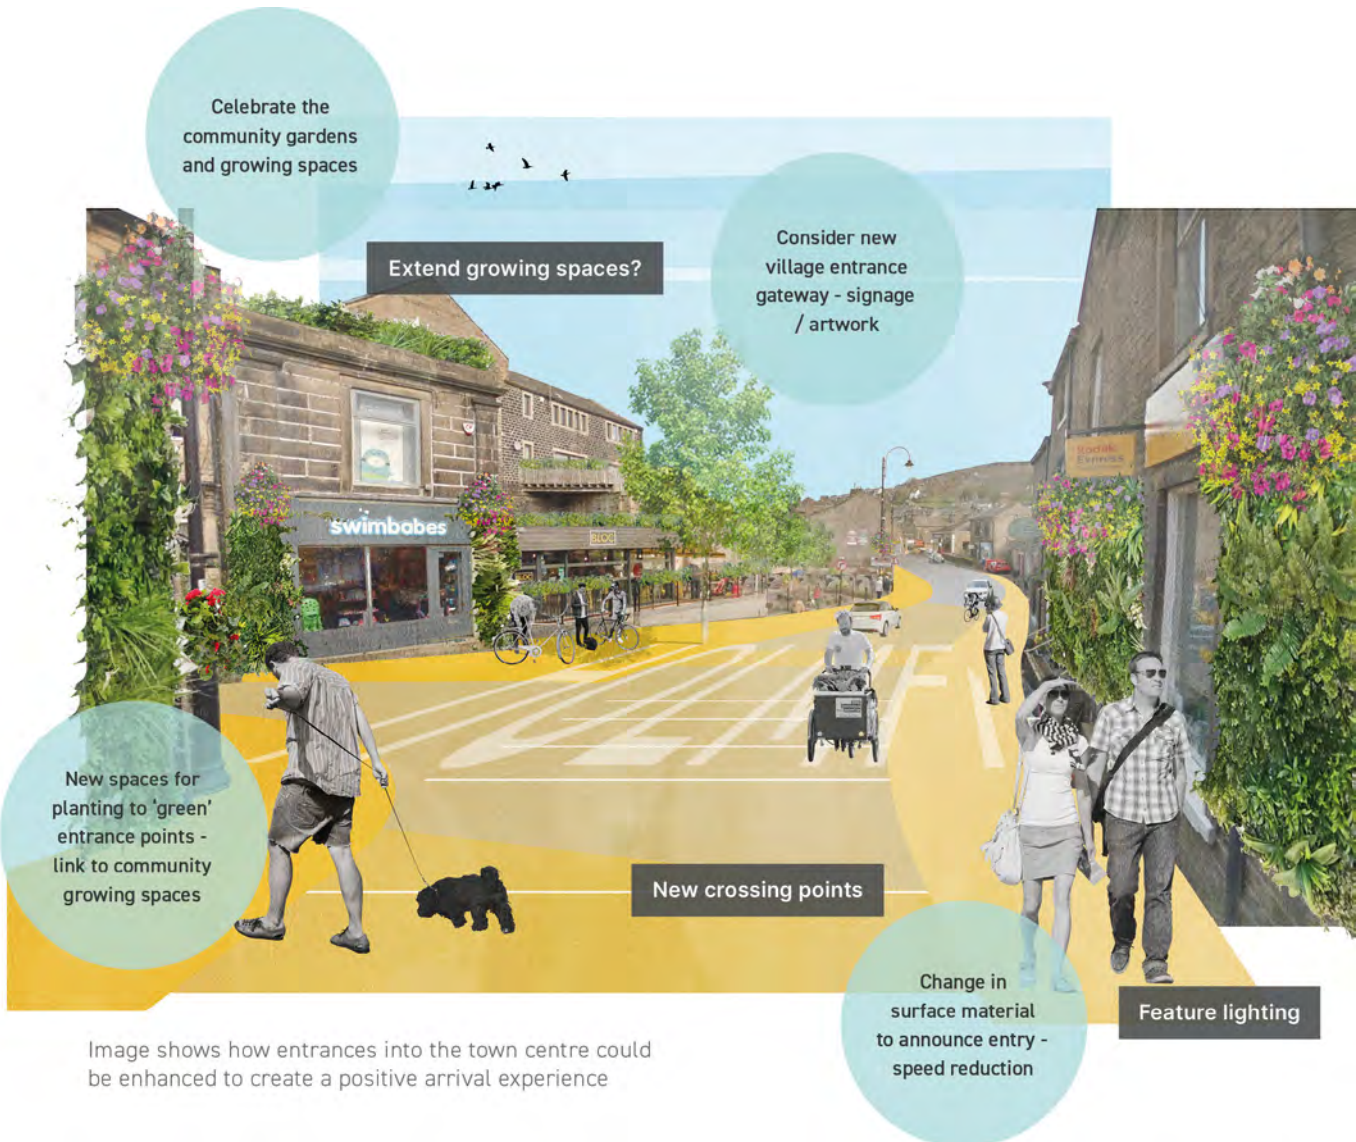 Celebrate the
community gardens
and growing spaces
Extend growing spaces?
Consider new
village entrance
gateway - signage
/ artwork
swimbabes
Kodak
Express
New spaces for
planting to 'green'
entrance points -
link to community
growing spaces
New crossing points
Change in
surface material
to announce entry -
speed reduction
Feature lighting
Image shows how entrances into the town centre could
be enhanced to create a positive arrival experience